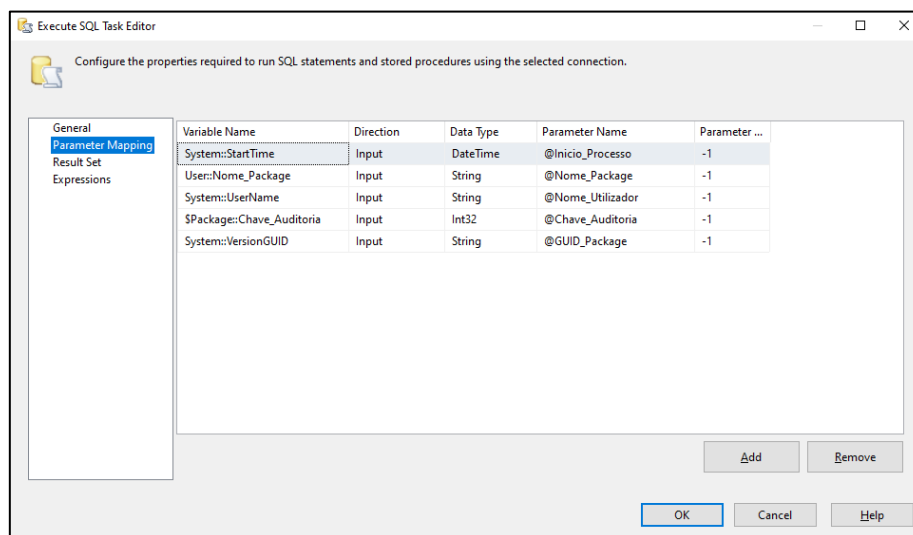 Execute SQL Task Editor
Configure the properties required to run SQL statements and stored procedures using the selected connection.
General
Parameter Mapping
Result Set
Expressions
Variable Name Direction Data Type Parameter Name Parameter ...
System::StartTime Input DateTime @Inicio_Processo -1
User::Nome_Package Input String @Nome_Package -1
System::UserName Input String @Nome_Utilizador -1
$Package::Chave_Auditoria Input Int32 @Chave_Auditoria -1
System::VersionGUID Input String @GUID_Package -1
Add Remove
OK Cancel Help